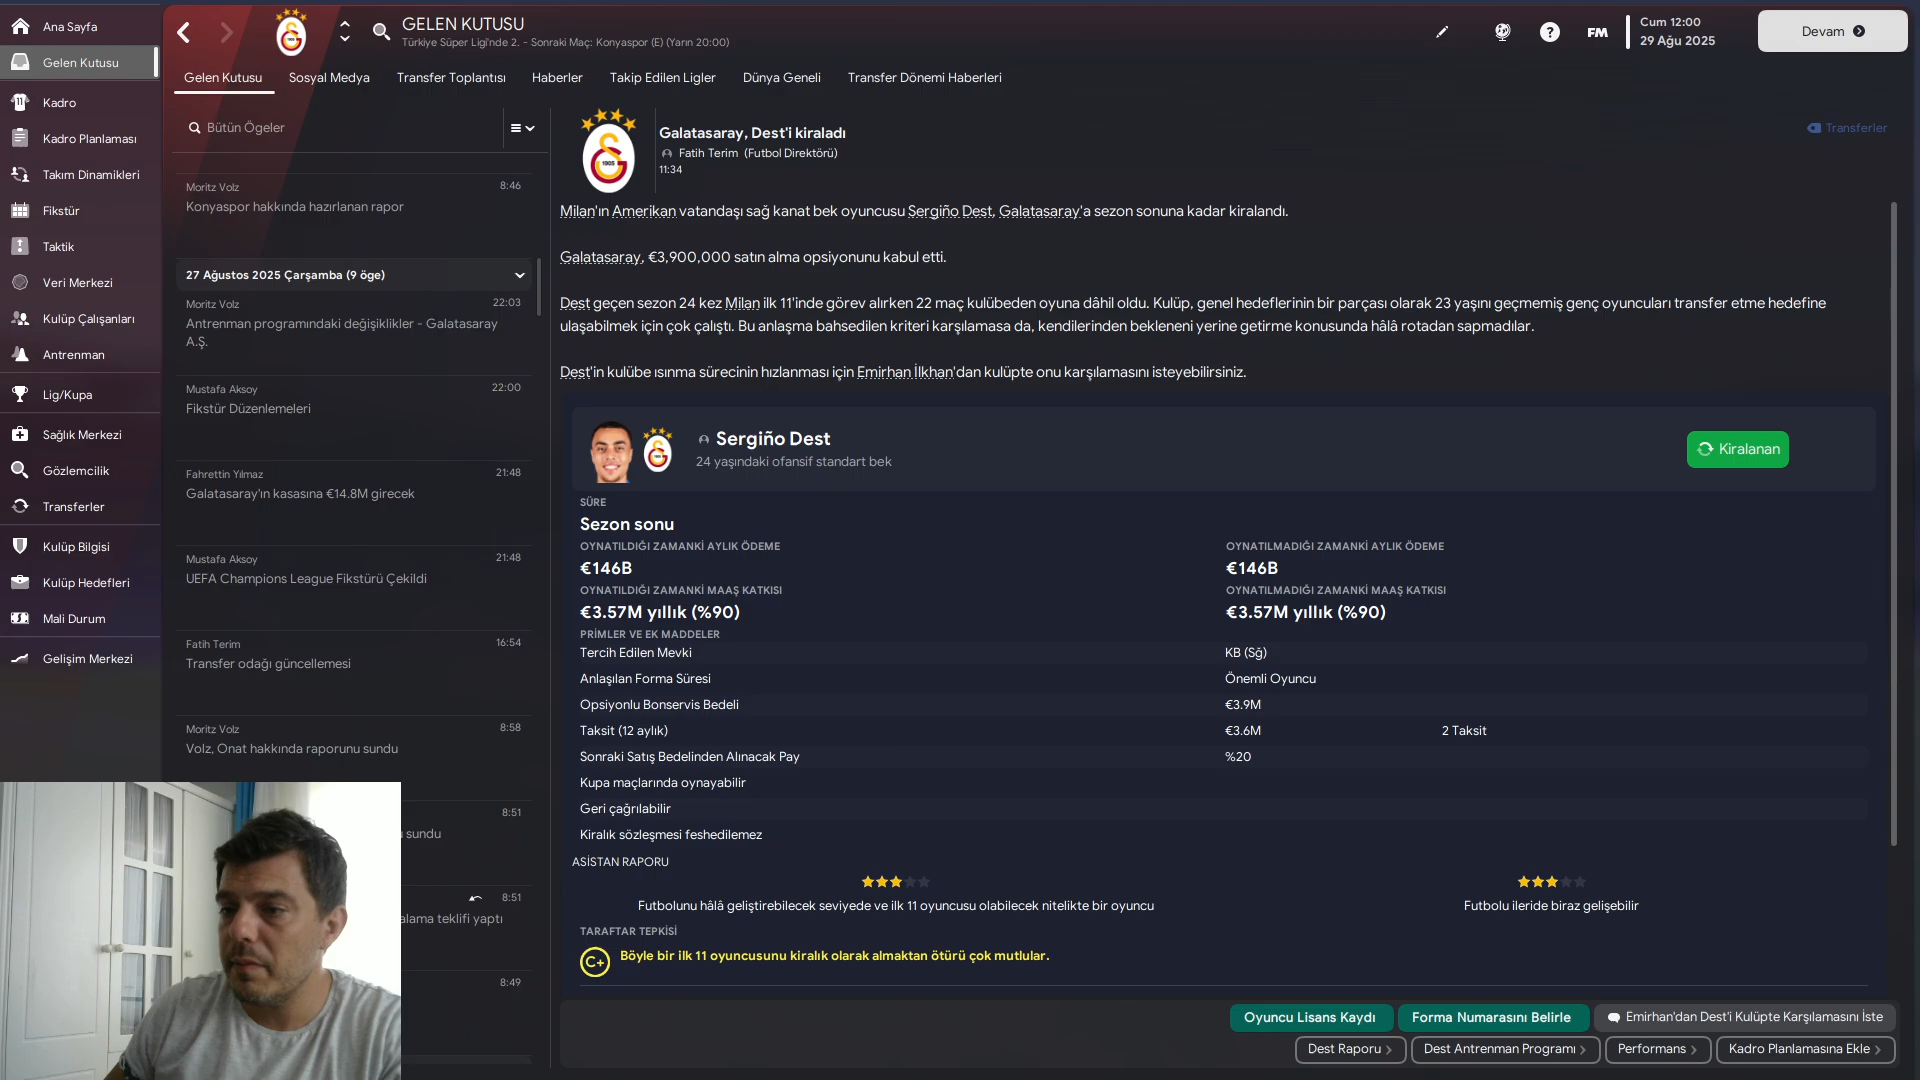 Ana Sayfa
Gelen Kutusu
Kadro
Kadro Planlaması
Takım Dinamikleri
Fikstür
Taktik
Veri Merkezi
Kulüp Çalışanları
Antrenman
Lig/Kupa
Sağlık Merkezi
Gözlemcilik
Transferler
Kulüp Bilgisi
Kulüp Hedefleri
Mali Durum
Gelişim Merkezi
GELEN KUTUSU
Türkiye Süper Ligi'nde 2. - Sonraki Maç: Konyaspor (E) (Yarın 20:00)
FM
Cum 12:00
29 Ağu 2025
Devam
Gelen Kutusu Sosyal Medya Transfer Toplantısı Haberler Takip Edilen Ligler Dünya Geneli Transfer Dönemi Haberleri
Bütün Ögeler
Moritz Volz 8:46
Konyaspor hakkında hazırlanan rapor
27 Ağustos 2025 Çarşamba (9 öge)
Moritz Volz 22:03
Antrenman programındaki değişiklikler - Galatasaray
A.Ş.
Mustafa Aksoy 22:00
Fikstür Düzenlemeleri
Fahrettin Yılmaz 21:48
Galatasaray'ın kasasına €14.8M girecek
Mustafa Aksoy 21:48
UEFA Champions League Fikstürü Çekildi
Fatih Terim 16:54
Transfer odağı güncellemesi
Moritz Volz 8:58
Volz, Onat hakkında raporunu sundu
8:51
sundu
8:51
alama teklifi yaptı
8:49
Galatasaray, Dest'i kiraladı
Fatih Terim (Futbol Direktörü)
11:34
Transferler
Milan'ın Amerikan vatandaşı sağ kanat bek oyuncusu Sergiño Dest, Galatasaray'a sezon sonuna kadar kiralandı.
Galatasaray, €3,900,000 satın alma opsiyonunu kabul etti.
Dest geçen sezon 24 kez Milan ilk 11'inde görev alırken 22 maç kulübeden oyuna dâhil oldu. Kulüp, genel hedeflerinin bir parçası olarak 23 yaşını geçmemiş genç oyuncuları transfer etme hedefine
ulaşabilmek için çok çalıştı. Bu anlaşma bahsedilen kriteri karşılamasa da, kendilerinden bekleneni yerine getirme konusunda hâlâ rotadan sapmadılar.
Dest'in kulübe ısınma sürecinin hızlanması için Emirhan İlkhan'dan kulüpte onu karşılamasını isteyebilirsiniz.
Sergiño Dest
24 yaşındaki ofansif standart bek
Kiralanan
SÜRE
Sezon sonu
OYNATILDIĞI ZAMANKİ AYLIK ÖDEME OYNATILMADIĞI ZAMANKİ AYLIK ÖDEME
€146B €146B
OYNATILDIĞI ZAMANKİ MAAŞ KATKISI OYNATILMADIĞI ZAMANKİ MAAŞ KATKISI
€3.57M yıllık (%90) €3.57M yıllık (%90)
PRİMLER VE EK MADDELER
Tercih Edilen Mevki KB (Sğ)
Anlaşılan Forma Süresi Önemli Oyuncu
Opsiyonlu Bonservis Bedeli €3.9M
Taksit (12 aylık) €3.6M 2 Taksit
Sonraki Satış Bedelinden Alınacak Pay %20
Kupa maçlarında oynayabilir
Geri çağrılabilir
Kiralık sözleşmesi feshedilemez
ASİSTAN RAPORU
Futbolunu hâlâ geliştirebilecek seviyede ve ilk 11 oyuncusu olabilecek nitelikte bir oyuncu Futbolu ileride biraz gelişebilir
TARAFTAR TEPKİSİ
C+ Böyle bir ilk 11 oyuncusunu kiralık olarak almaktan ötürü çok mutlular.
Oyuncu Lisans Kaydı Forma Numarasını Belirle Emirhan'dan Dest'i Kulüpte Karşılamasını İste
Dest Raporu Dest Antrenman Programı Performans Kadro Planlamasına Ekle